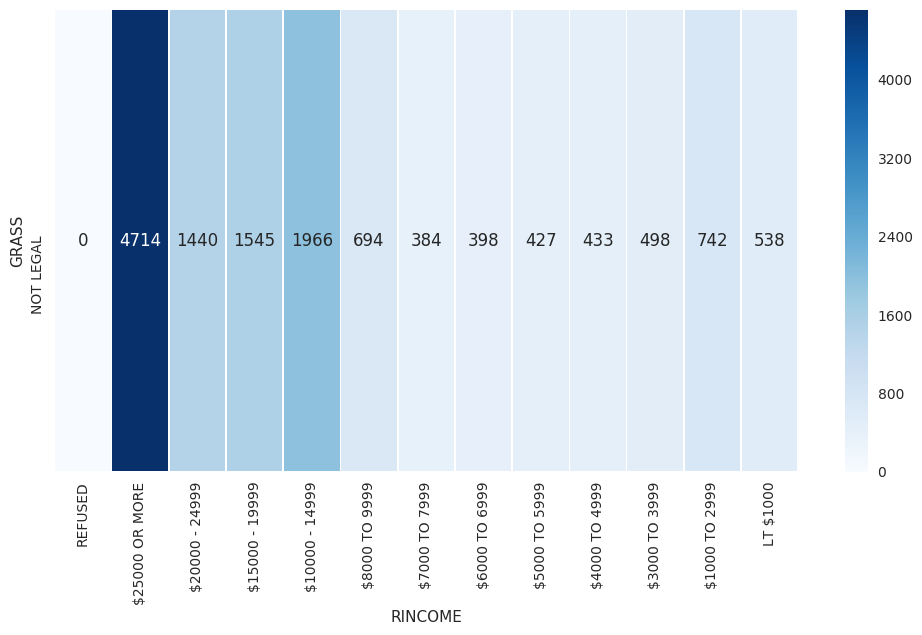 GRASS
NOT LEGAL
0 4714 1440 1545 1966 694 384 398 427 433 498 742 538
4000
3200
2400
1600
800
0
REFUSED
$25000 OR MORE
$20000 - 24999
$15000 - 19999
$10000 - 14999
$8000 TO 9999
$7000 TO 7999
$6000 TO 6999
$5000 TO 5999
$4000 TO 4999
$3000 TO 3999
$1000 TO 2999
LT $1000
RINCOME